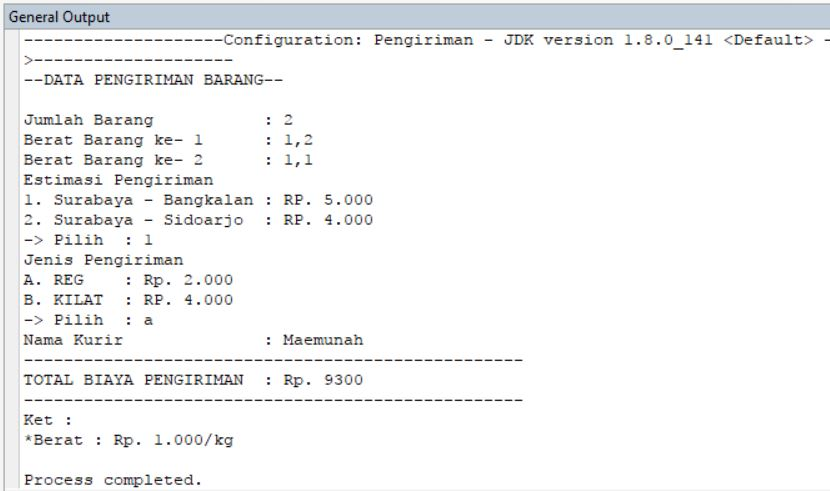 General Output
--------------------Configuration: Pengiriman - JDK version 1.8.0_141 <Default> -
>--------------------
--DATA PENGIRIMAN BARANG--
Jumlah Barang           : 2
Berat Barang ke- 1      : 1,2
Berat Barang ke- 2      : 1,1
Estimasi Pengiriman
1. Surabaya - Bangkalan : RP. 5.000
2. Surabaya - Sidoarjo  : RP. 4.000
-> Pilih  : 1
Jenis Pengiriman
A. REG    : Rp. 2.000
B. KILAT  : RP. 4.000
-> Pilih  : a
Nama Kurir              : Maemunah
--------------------------------------------------
TOTAL BIAYA PENGIRIMAN  : Rp. 9300
--------------------------------------------------
Ket :
*Berat : Rp. 1.000/kg
Process completed.